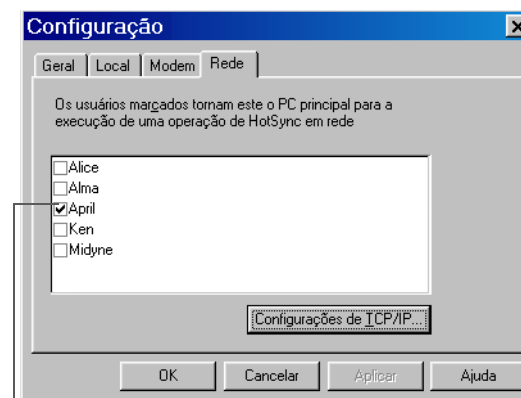 Configuração
Geral Local Modem Rede
Os usuários marcados tornam este o PC principal para a
execução de uma operação de HotSync em rede
Alice
Alma
April
Ken
Midyne
Configurações de TCP/IP...
OK Cancelar Aplicar Ajuda